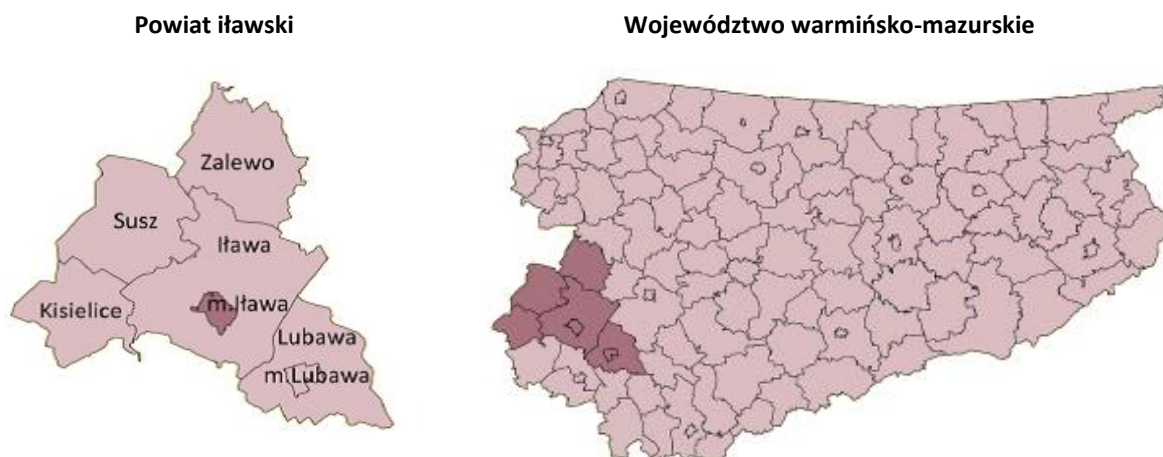 Powiat iławski
Województwo warmińsko-mazurskie
Zalewo
Susz
Iława
Kisielice
m.Iława
Lubawa
m.Lubawa